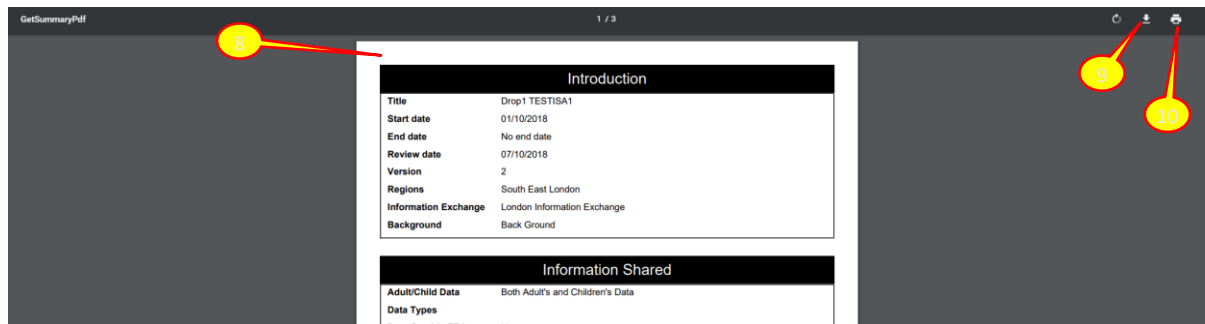 GetSummaryPdf 1 / 3
8
9
10
Introduction
Title Drop1 TESTISA1
Start date 01/10/2018
End date No end date
Review date 07/10/2018
Version 2
Regions South East London
Information Exchange London Information Exchange
Background Back Ground
Information Shared
Adult/Child Data Both Adult's and Children's Data
Data Types